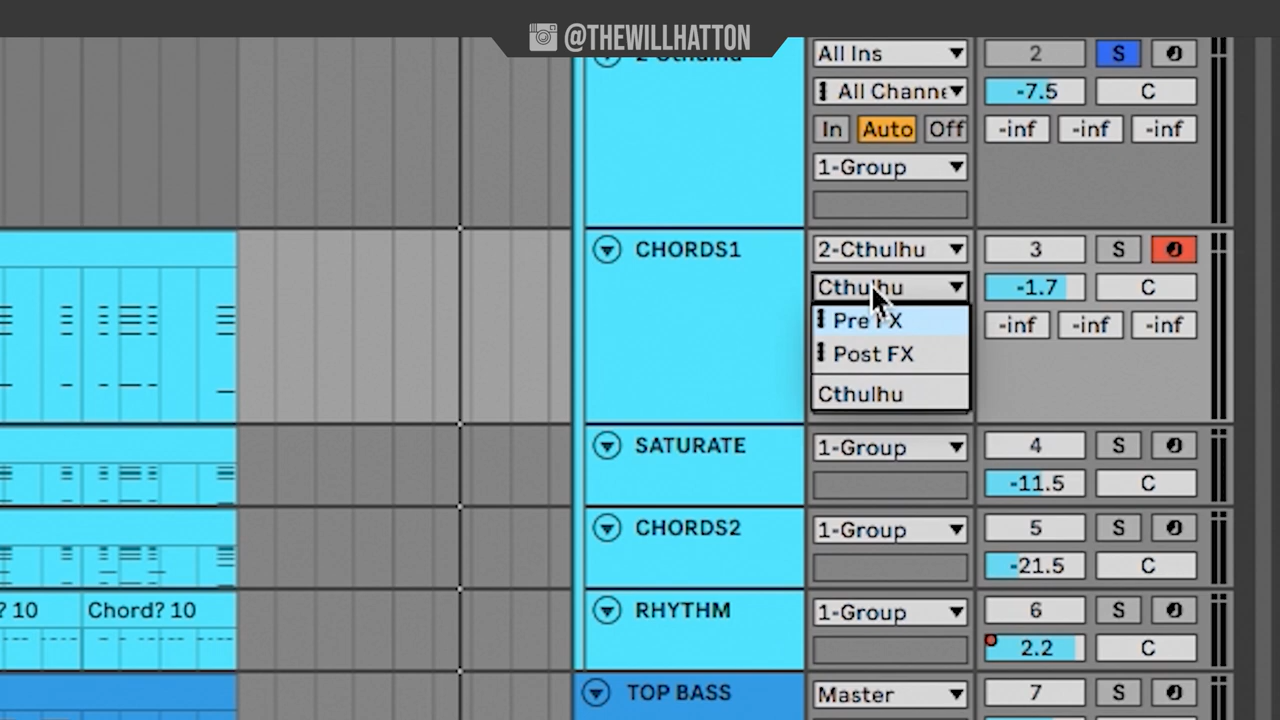 @THEWILLHATTON
2-Cthulhu
All Ins
2
S
All Channe
-7.5
C
In
Auto
Off
-inf
-inf
-inf
1-Group
CHORDS1
2-Cthulhu
3
S
Cthulhu
-1.7
C
Pre FX
-inf
-inf
-inf
Post FX
Cthulhu
SATURATE
1-Group
4
S
-11.5
C
CHORDS2
1-Group
5
S
-21.5
C
? 10
Chord? 10
RHYTHM
1-Group
6
S
2.2
C
TOP BASS
Master
7
S